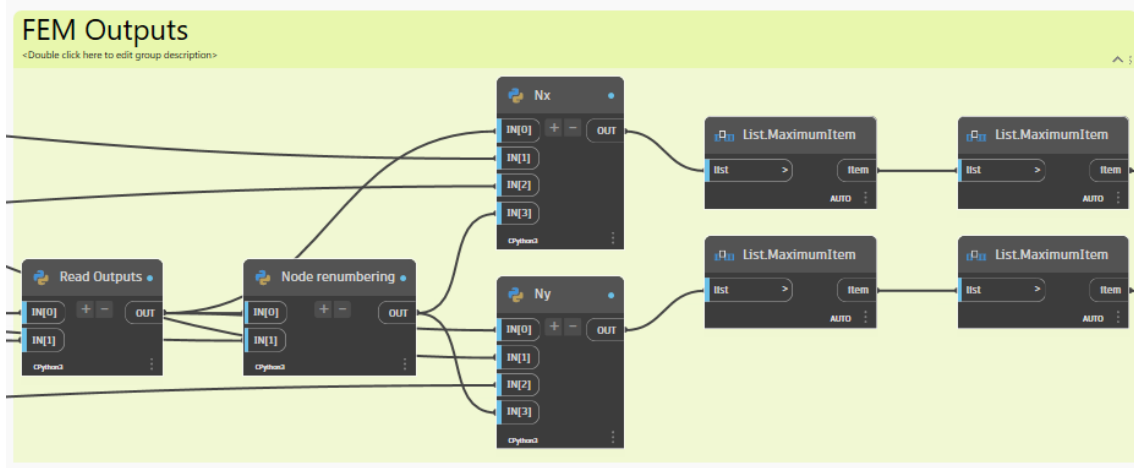 FEM Outputs
<Double click here to edit group description>
Nx
IN[0] + − OUT
IN[1]
IN[2]
IN[3]
CPython3
List.MaximumItem
list > Item
AUTO
List.MaximumItem
list > Item
AUTO
Read Outputs
IN[0] + − OUT
IN[1]
CPython3
Node renumbering
IN[0] + − OUT
IN[1]
CPython3
Ny
IN[0] + − OUT
IN[1]
IN[2]
IN[3]
CPython3
List.MaximumItem
list > Item
AUTO
List.MaximumItem
list > Item
AUTO